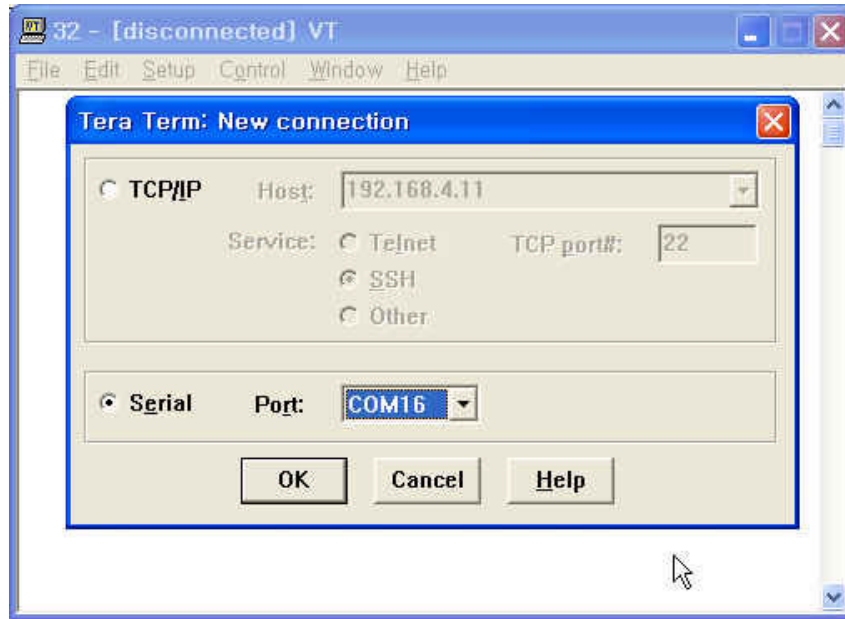 32 - [disconnected] VT
File Edit Setup Control Window Help
Tera Term: New connection
TCP/IP Host: 192.168.4.11
Service: Telnet TCP port#: 22
SSH
Other
Serial Port: COM16
OK Cancel Help